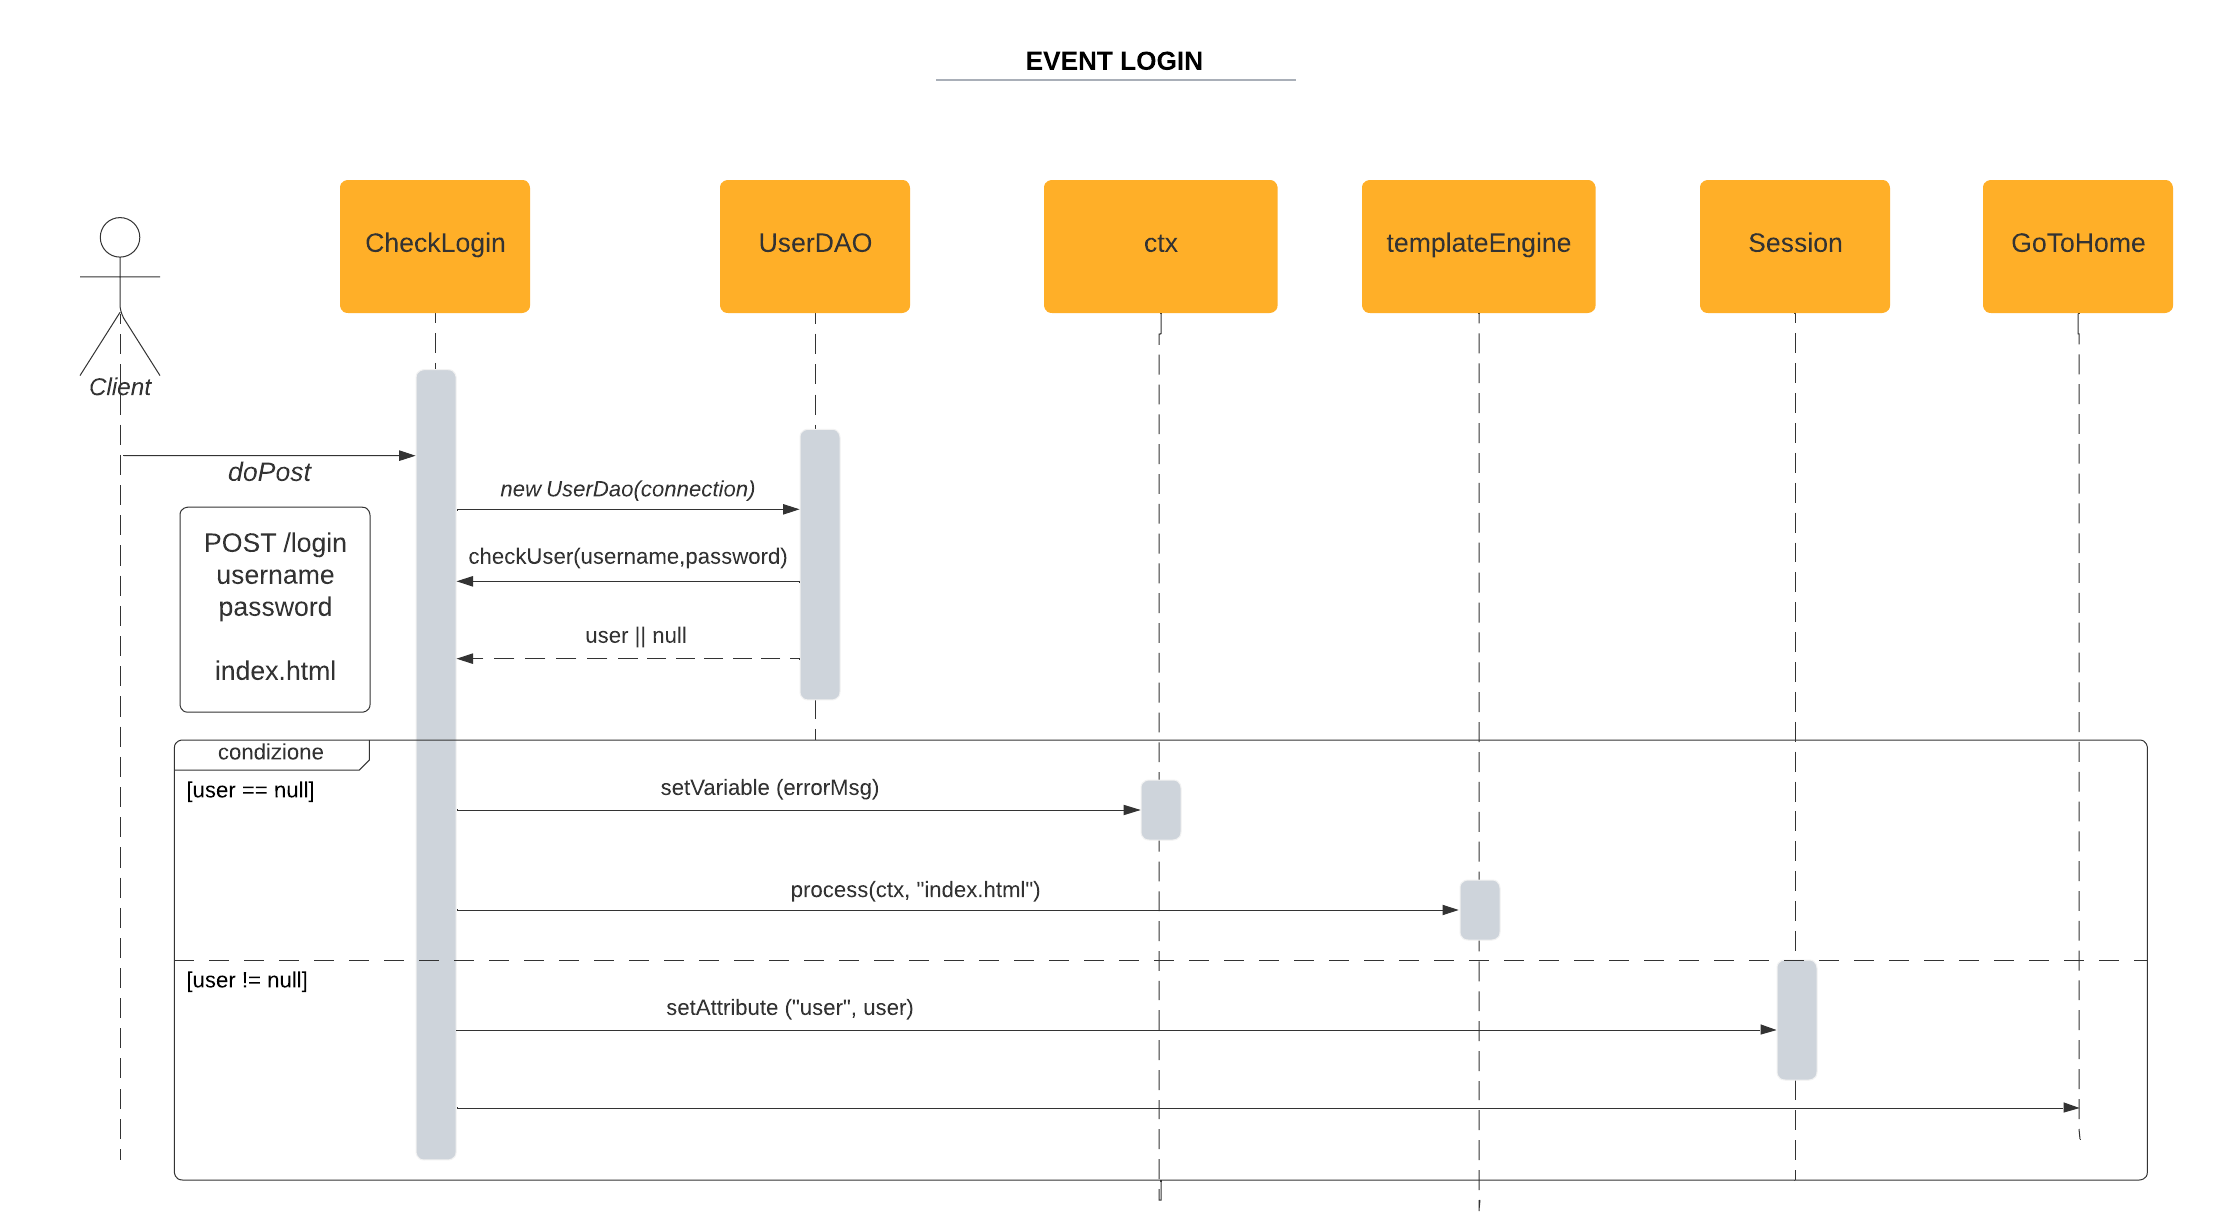 EVENT LOGIN
CheckLogin
UserDAO
ctx
templateEngine
Session
GoToHome
Client
doPost
new UserDao(connection)
POST /login
username
password
index.html
checkUser(username,password)
user || null
condizione
[user == null]
setVariable (errorMsg)
process(ctx, "index.html")
[user != null]
setAttribute ("user", user)